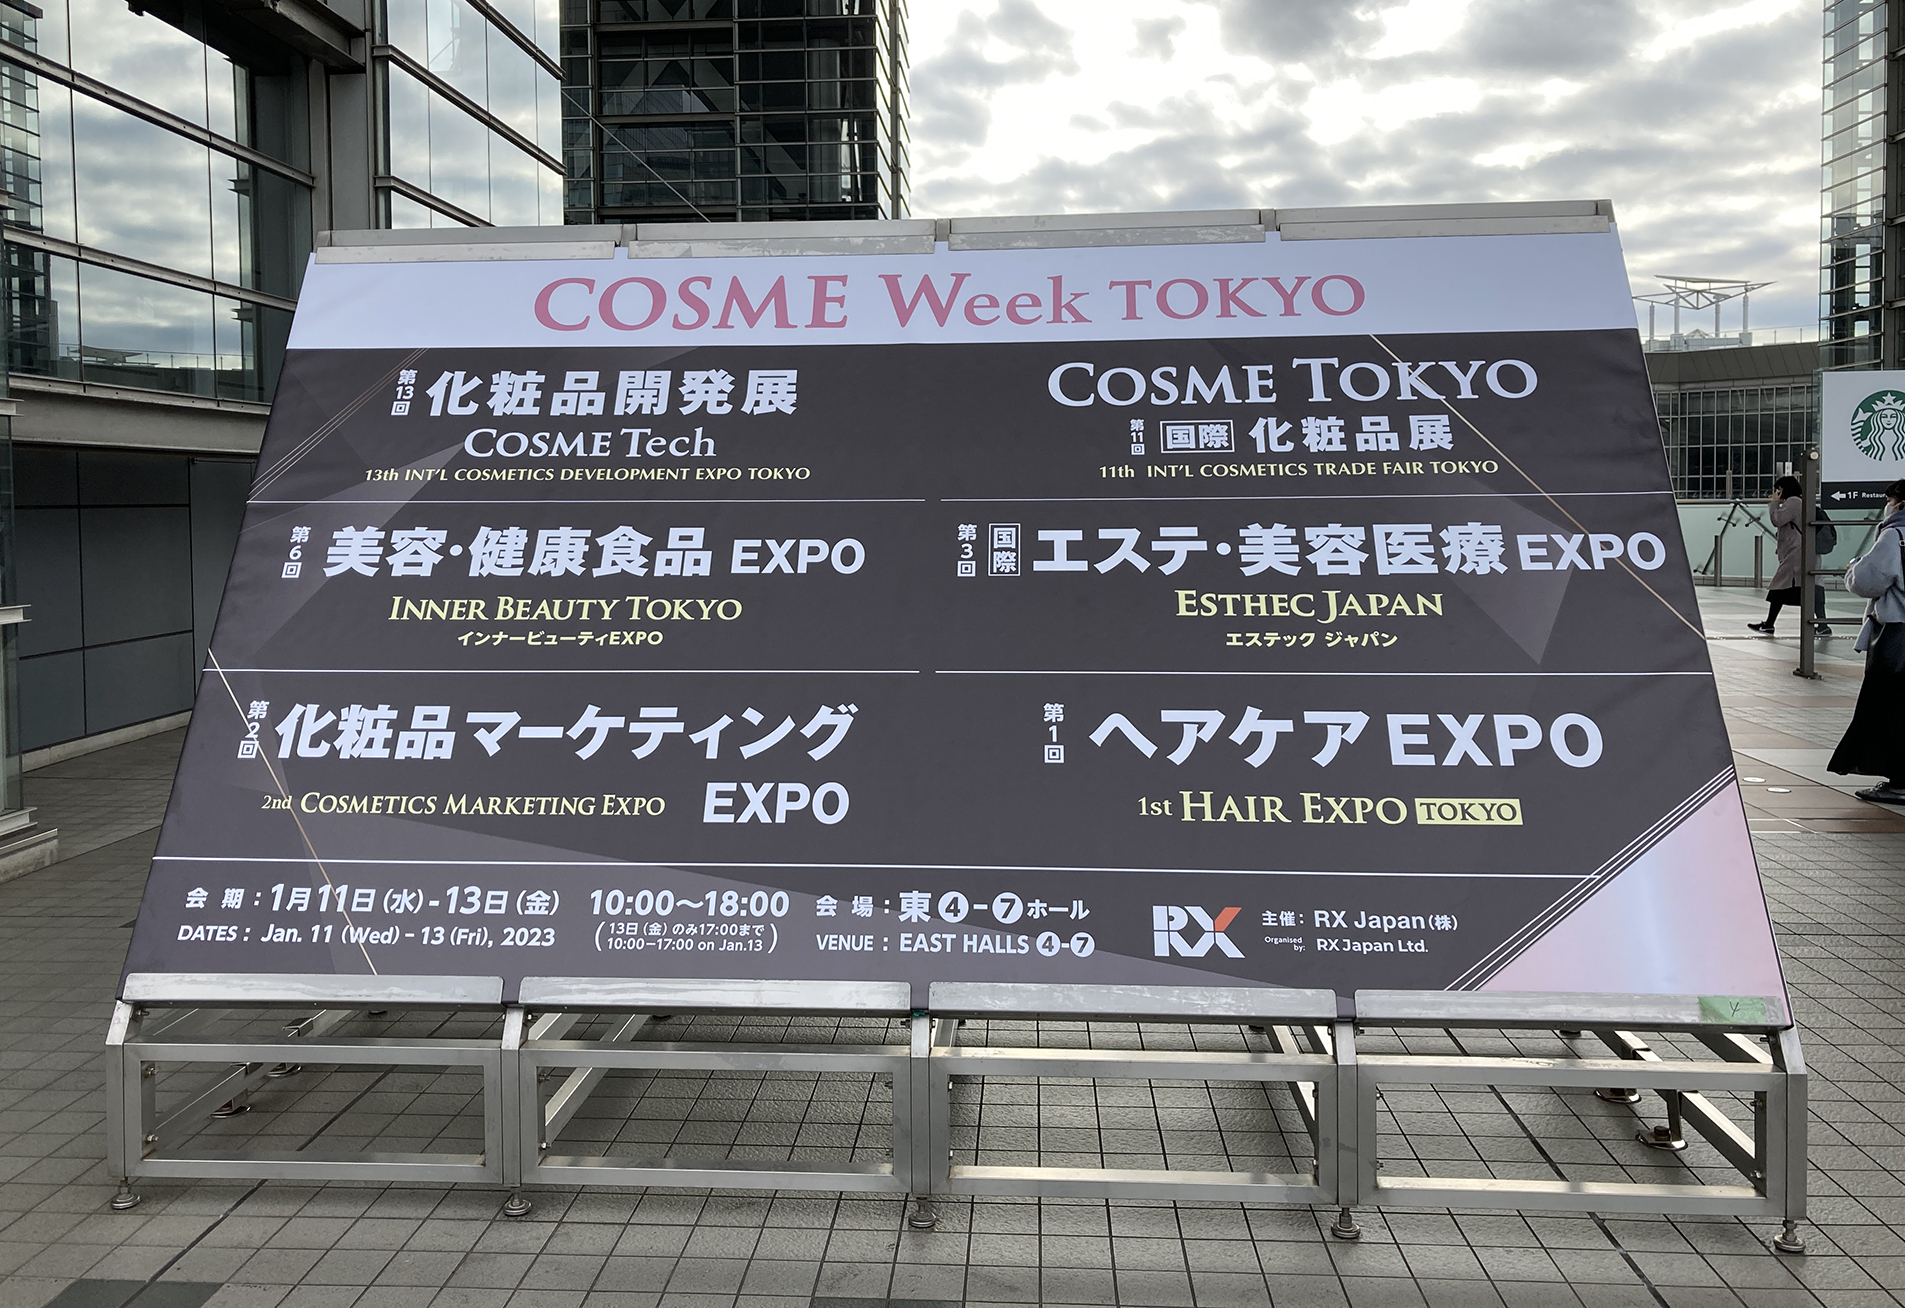 COSME Week TOKYO
第13回 化粧品開発展
COSME Tech
13th INT'L COSMETICS DEVELOPMENT EXPO TOKYO
COSME TOKYO
第11回 国際 化粧品展
11th INT'L COSMETICS TRADE FAIR TOKYO
第6回 美容・健康食品 EXPO
INNER BEAUTY TOKYO
インナービューティEXPO
第3回 国際 エステ・美容医療 EXPO
ESTHEC JAPAN
エステック ジャパン
第2回 化粧品マーケティング
2nd COSMETICS MARKETING EXPO EXPO
第1回 ヘアケア EXPO
1st HAIR EXPO TOKYO
会期：1月11日（水）-13日（金）
DATES : Jan. 11 (Wed) - 13 (Fri), 2023
10:00〜18:00
（13日（金）のみ17:00まで
10:00-17:00 on Jan.13）
会場：東4-7ホール
VENUE : EAST HALLS 4-7
RX
主催：RX Japan（株）
Organised by: RX Japan Ltd.
←1F